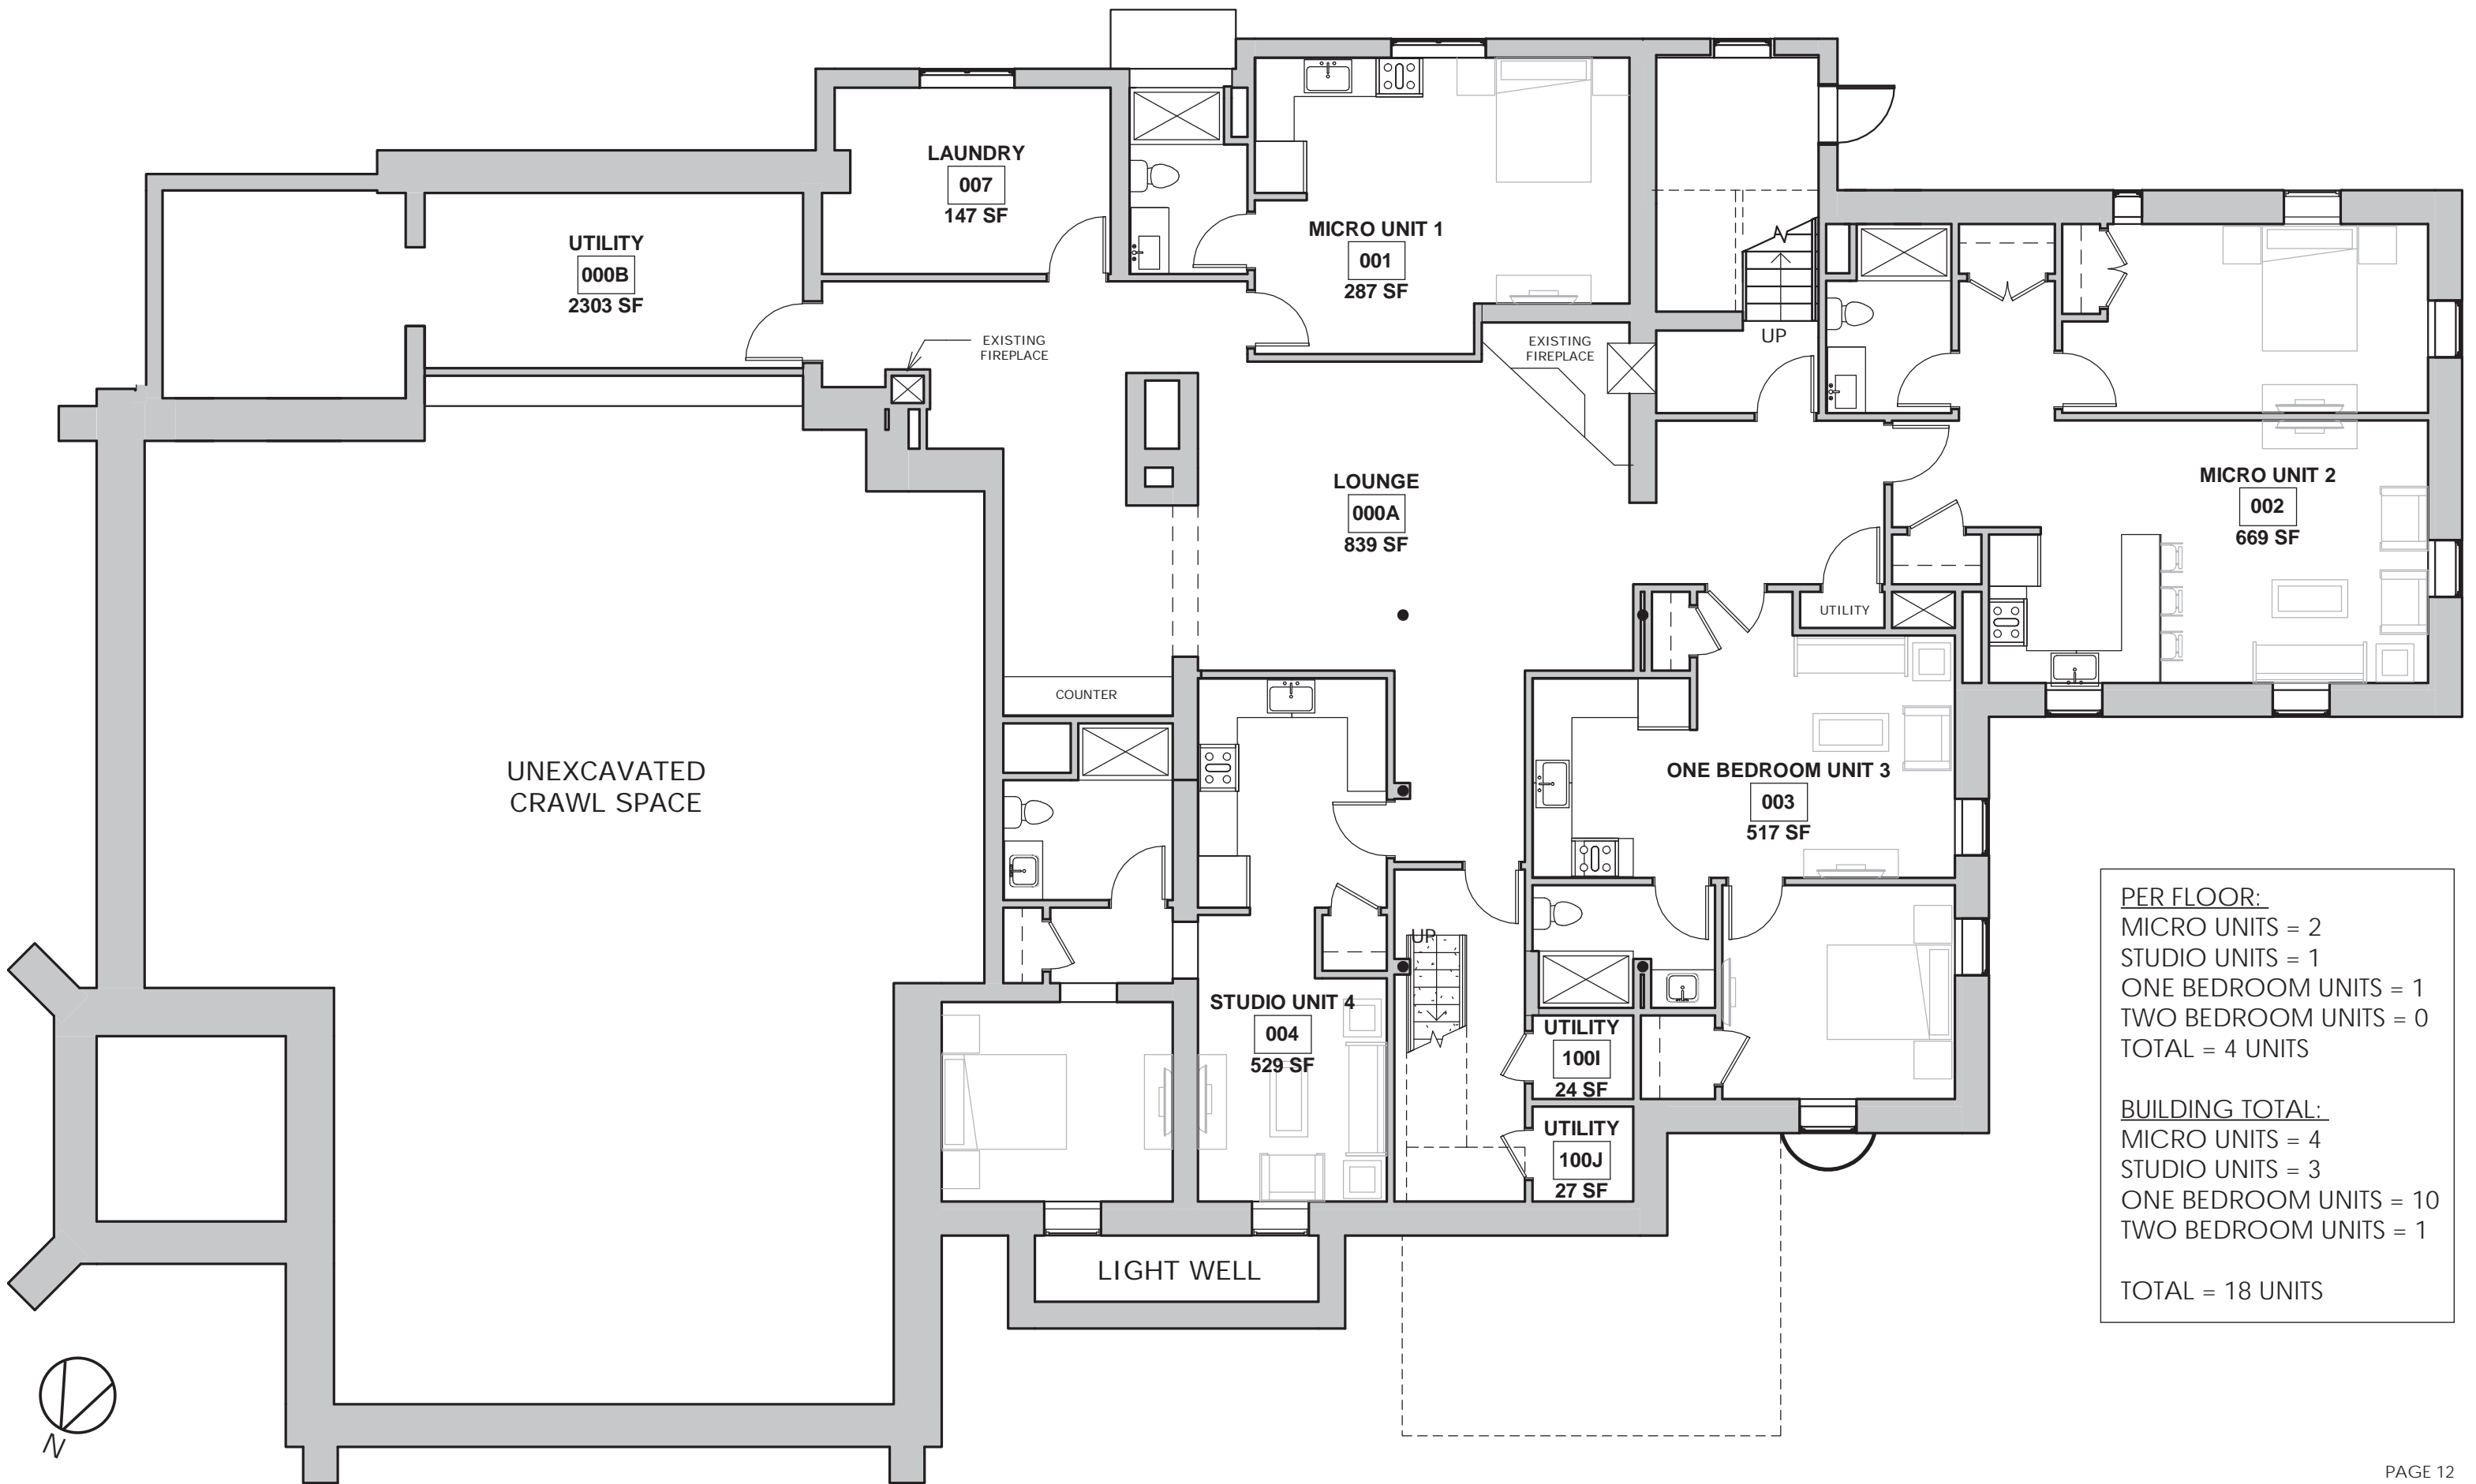 LAUNDRY
007
147 SF
UTILITY
000B
2303 SF
MICRO UNIT 1
001
287 SF
EXISTING
FIREPLACE
EXISTING
FIREPLACE
UP
LOUNGE
000A
839 SF
MICRO UNIT 2
002
669 SF
UTILITY
COUNTER
UNEXCAVATED
CRAWL SPACE
ONE BEDROOM UNIT 3
003
517 SF
UP
STUDIO UNIT 4
004
529 SF
UTILITY
100I
24 SF
UTILITY
100J
27 SF
LIGHT WELL
PER FLOOR:
MICRO UNITS = 2
STUDIO UNITS = 1
ONE BEDROOM UNITS = 1
TWO BEDROOM UNITS = 0
TOTAL = 4 UNITS
BUILDING TOTAL:
MICRO UNITS = 4
STUDIO UNITS = 3
ONE BEDROOM UNITS = 10
TWO BEDROOM UNITS = 1
TOTAL = 18 UNITS
N
PAGE 12